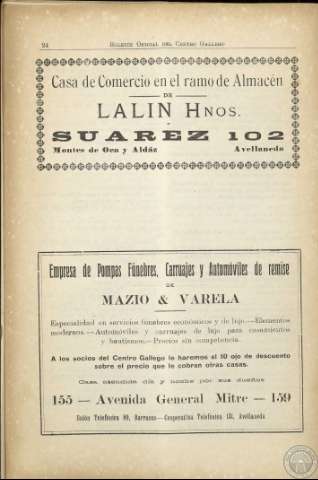 24 BOLETIN OFICIAL DEL CENTRO GALLEGO
Casa de Comercio en el ramo de Almacén
DE
LALIN HNOS.
SUAREZ 102
Montes de Oca y Aldáz Avellaneda
Empresa de Pompas Fúnebres, Carruajes y Automóviles de remise
DE
MAZIO & VARELA
Especialidad en servicios fúnebres económicos y de lujo.—Elementos
modernos.—Automóviles y carruajes de lujo para casamientos
y bautismos.—Precios sin competencia.
A los socios del Centro Gallego le haremos el 10 ojo de descuento
sobre el precio que le cobran otras casas.
Casa atendida día y noche por sus dueños
155 — Avenida General Mitre — 159
Unión Telefónica 90, Barracas—Cooperativa Telefónica 131, Avellaneda